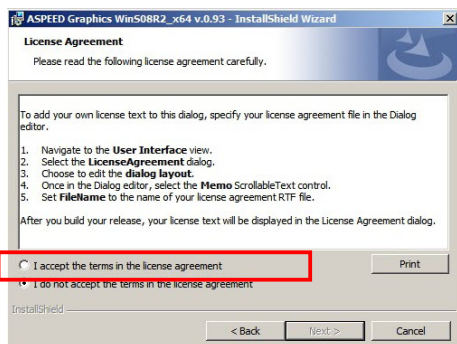 ASPEED Graphics WinS08R2_x64 v.0.93 - InstallShield Wizard
License Agreement
Please read the following license agreement carefully.
To add your own license text to this dialog, specify your license agreement file in the Dialog
editor.
1. Navigate to the User Interface view.
2. Select the LicenseAgreement dialog.
3. Choose to edit the dialog layout.
4. Once in the Dialog editor, select the Memo ScrollableText control.
5. Set FileName to the name of your license agreement RTF file.
After you build your release, your license text will be displayed in the License Agreement dialog.
I accept the terms in the license agreement
Print
I do not accept the terms in the license agreement
InstallShield
< Back
Next >
Cancel